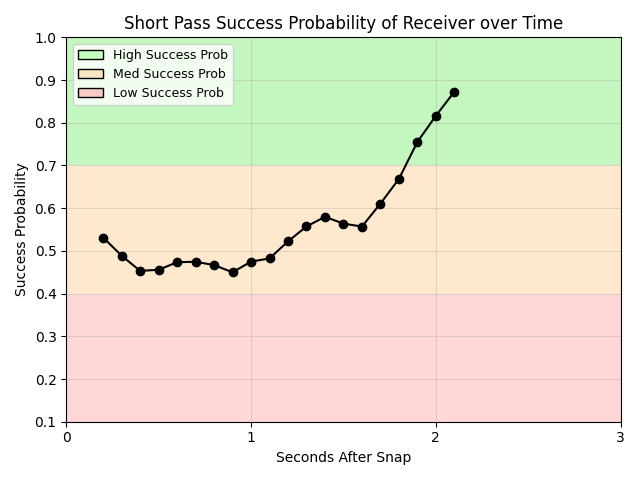 Short Pass Success Probability of Receiver over Time
High Success Prob
Med Success Prob
Low Success Prob
Success Probability
1.0
0.9
0.8
0.7
0.6
0.5
0.4
0.3
0.2
0.1
0 1 2 3
Seconds After Snap